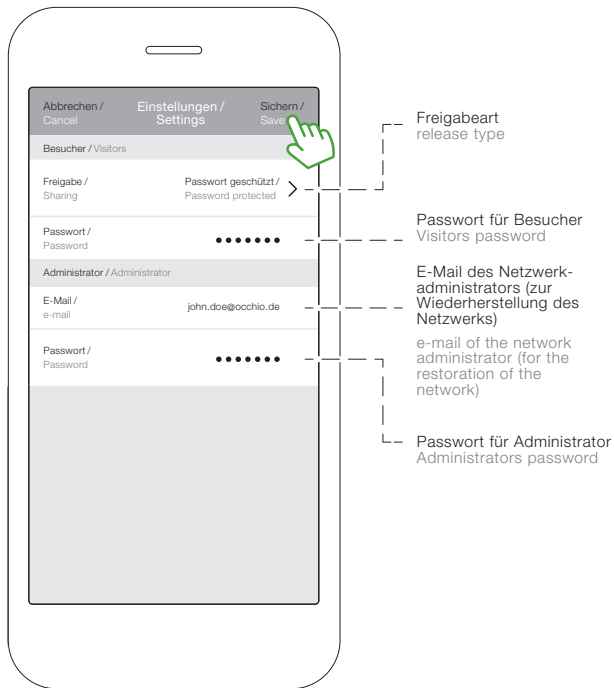 Abbrechen /
Cancel
Einstellungen /
Settings
Sichern /
Save
Besucher / Visitors
Freigabe /
Sharing
Passwort geschützt /
Password protected
Passwort /
Password
•••••••
Administrator / Administrator
E-Mail /
e-mail
john.doe@occhio.de
Passwort /
Password
•••••••
Freigabeart
release type
Passwort für Besucher
Visitors password
E-Mail des Netzwerk-
administrators (zur
Wiederherstellung des
Netzwerks)
e-mail of the network
administrator (for the
restoration of the
network)
Passwort für Administrator
Administrators password